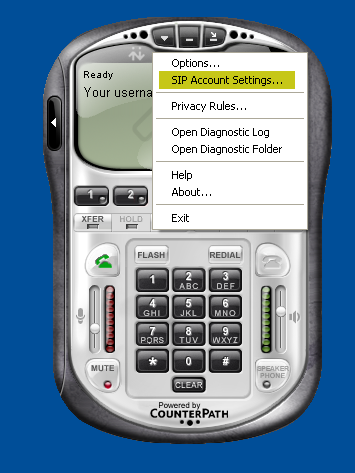 Ready
Your userna
Options...
SIP Account Settings...
Privacy Rules...
Open Diagnostic Log
Open Diagnostic Folder
Help
About...
Exit
1 2
XFER HOLD
FLASH REDIAL
1 2 ABC 3 DEF
4 GHI 5 JKL 6 MNO
7 PQRS 8 TUV 9 WXYZ
* 0 #
MUTE SPEAKER PHONE
CLEAR
Powered by
COUNTERPATH